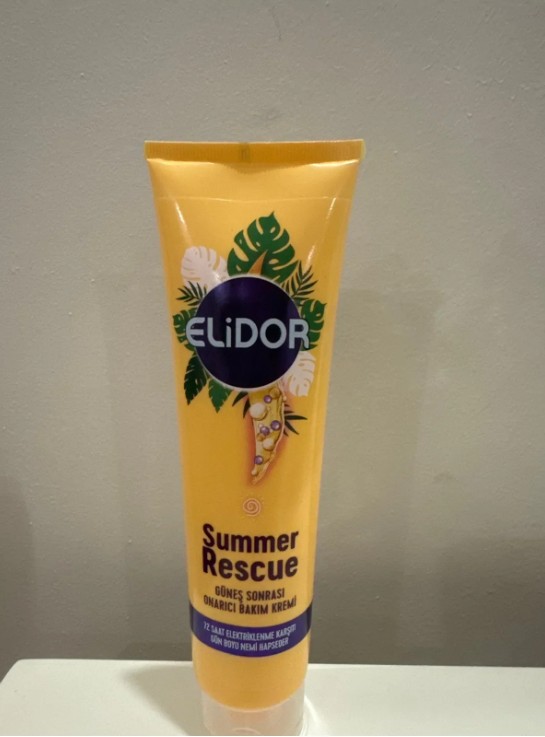 ELiDOR
Summer
Rescue
GÜNEŞ SONRASI
ONARICI BAKIM KREMİ
72 SAAT ELEKTRİKLENME KARŞITI
GÜN BOYU NEMİ HAPSEDER